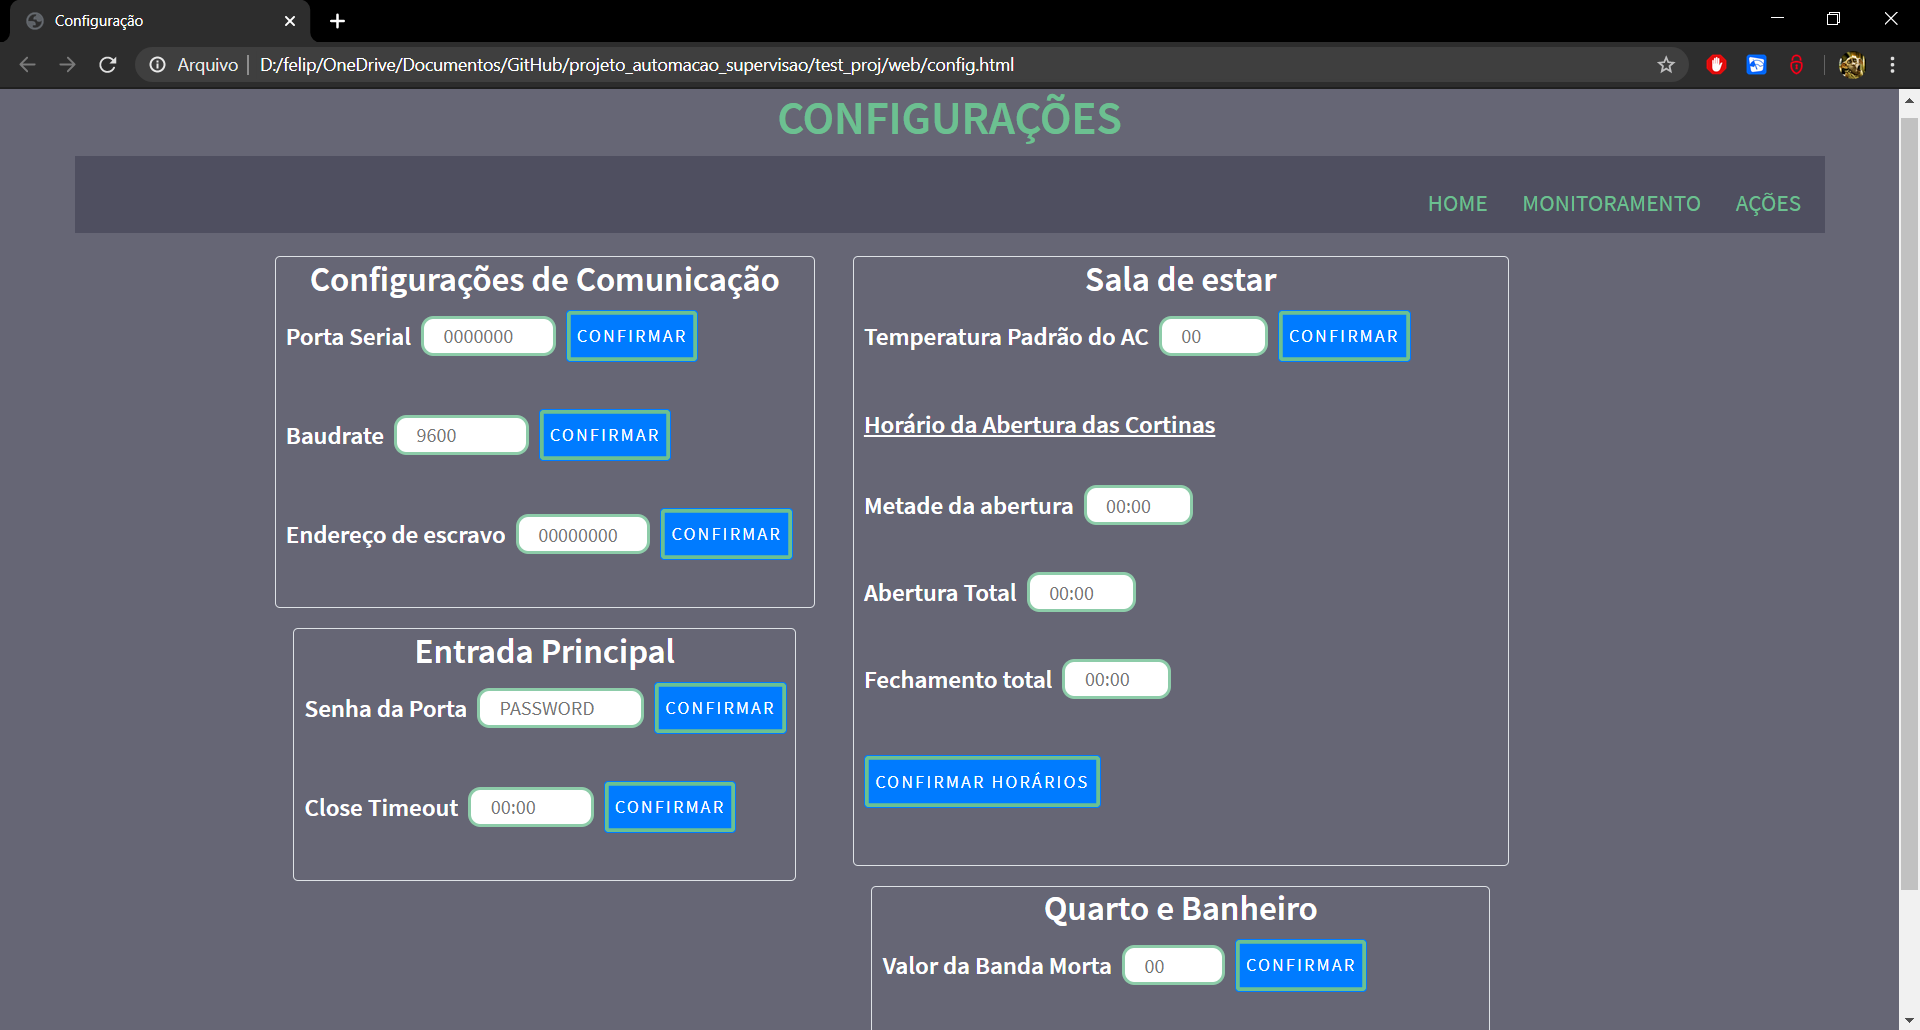 Configuração
Arquivo | D:/felip/OneDrive/Documentos/GitHub/projeto_automacao_supervisao/test_proj/web/config.html
CONFIGURAÇÕES
HOME MONITORAMENTO AÇÕES
Configurações de Comunicação
Porta Serial 0000000 CONFIRMAR
Baudrate 9600 CONFIRMAR
Endereço de escravo 00000000 CONFIRMAR
Entrada Principal
Senha da Porta PASSWORD CONFIRMAR
Close Timeout 00:00 CONFIRMAR
Sala de estar
Temperatura Padrão do AC 00 CONFIRMAR
Horário da Abertura das Cortinas
Metade da abertura 00:00
Abertura Total 00:00
Fechamento total 00:00
CONFIRMAR HORÁRIOS
Quarto e Banheiro
Valor da Banda Morta 00 CONFIRMAR